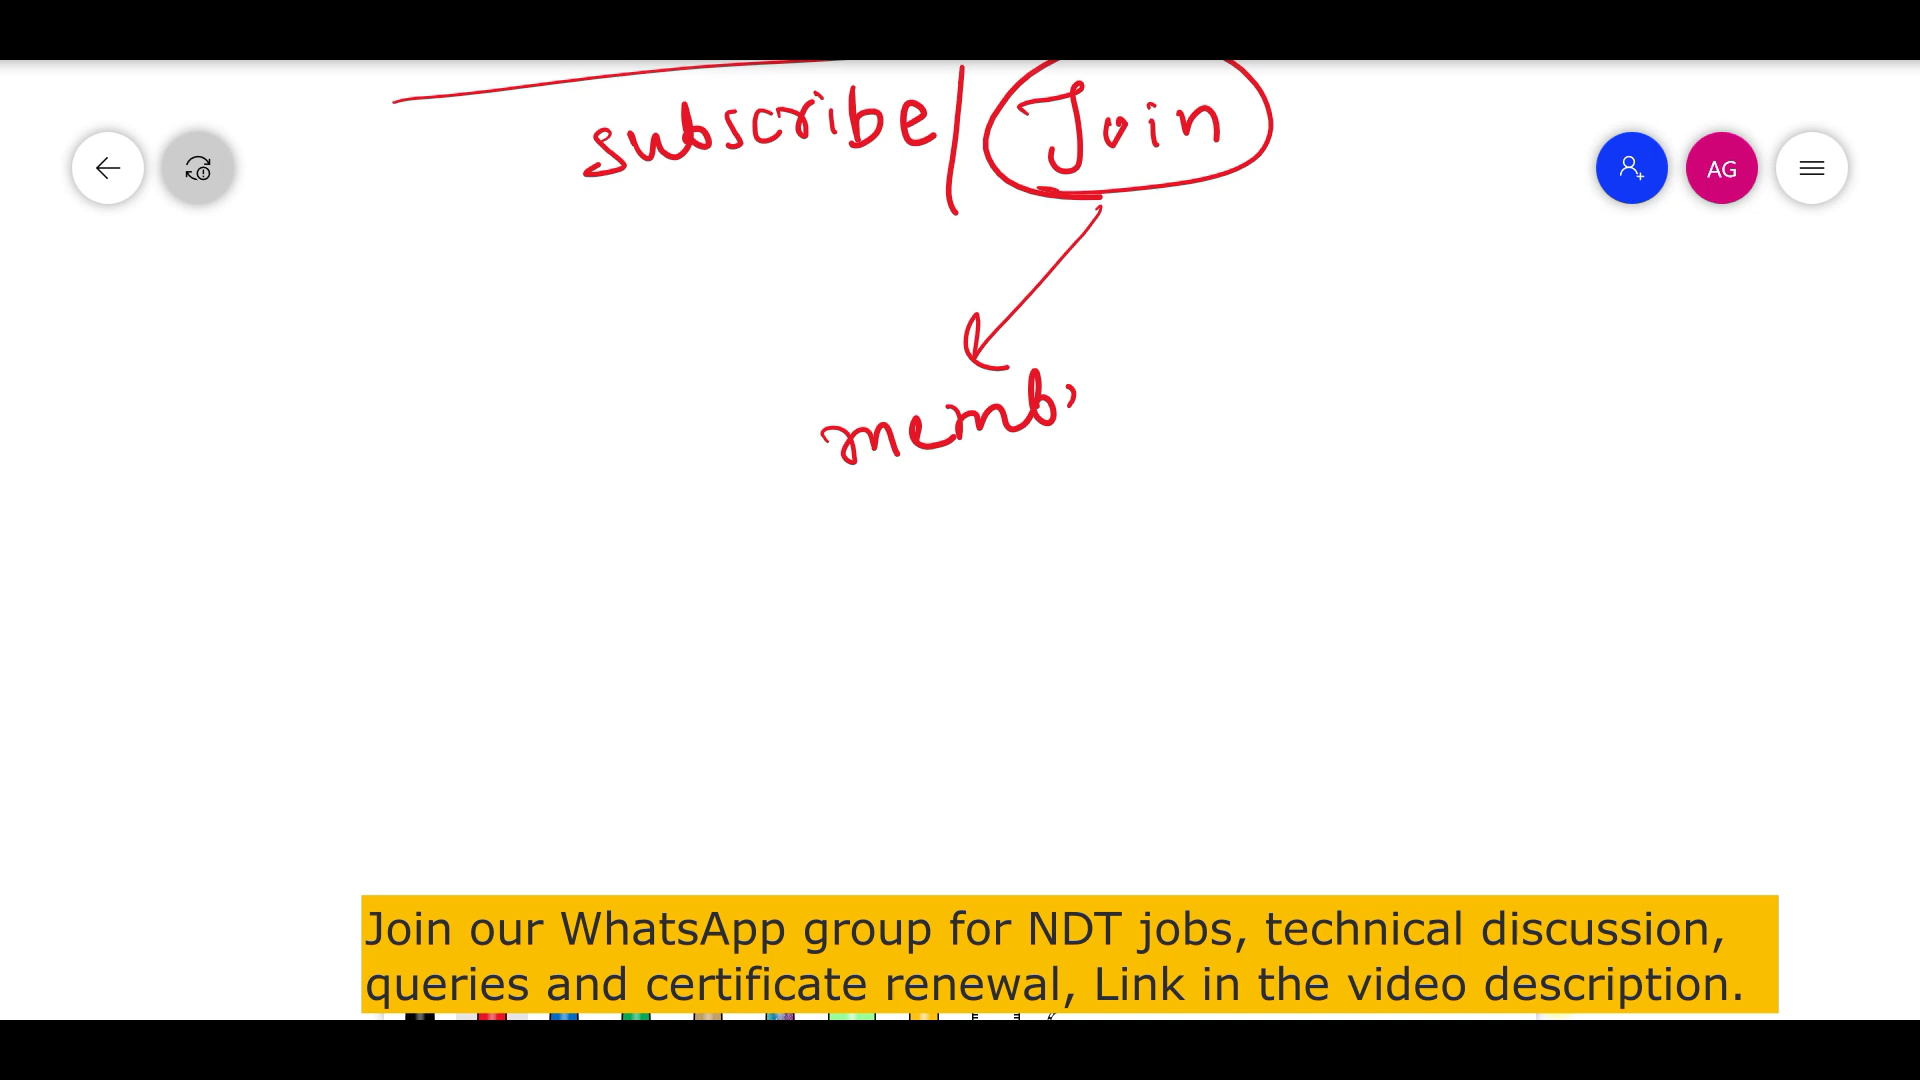 subscribe/ Join
AG
memb
Join our WhatsApp group for NDT jobs, technical discussion,
queries and certificate renewal, Link in the video description.